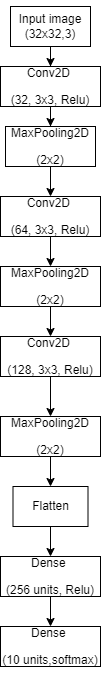 Input image
(32x32,3)
Conv2D
(32, 3x3, Relu)
MaxPooling2D
(2x2)
Conv2D
(64, 3x3, Relu)
MaxPooling2D
(2x2)
Conv2D
(128, 3x3, Relu)
MaxPooling2D
(2x2)
Flatten
Dense
(256 units, Relu)
Dense
(10 units,softmax)